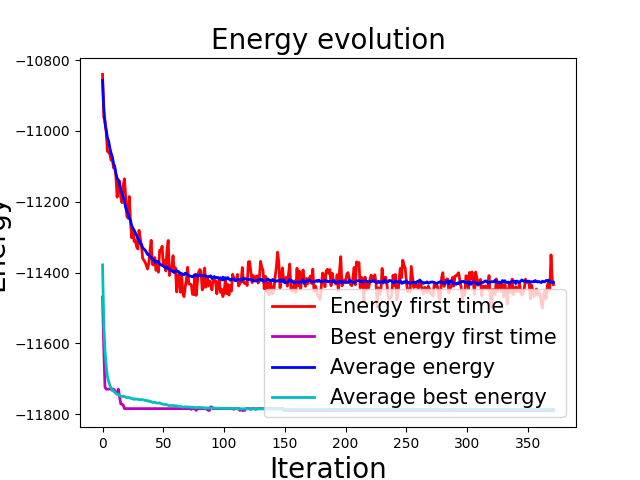 Energy evolution
Energy
−10800
−11000
−11200
−11400
−11600
−11800
0
50
100
150
200
250
300
350
Iteration
Energy first time
Best energy first time
Average energy
Average best energy